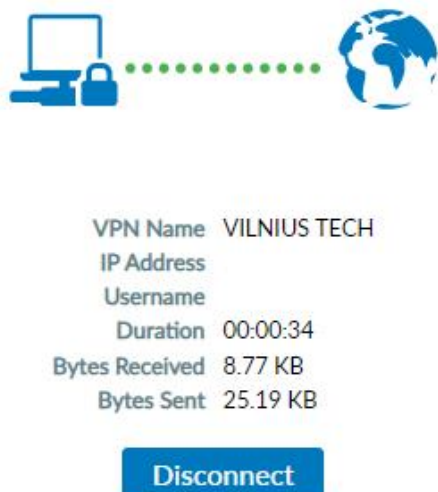 VPN Name VILNIUS TECH
IP Address
Username
Duration 00:00:34
Bytes Received 8.77 KB
Bytes Sent 25.19 KB
Disconnect